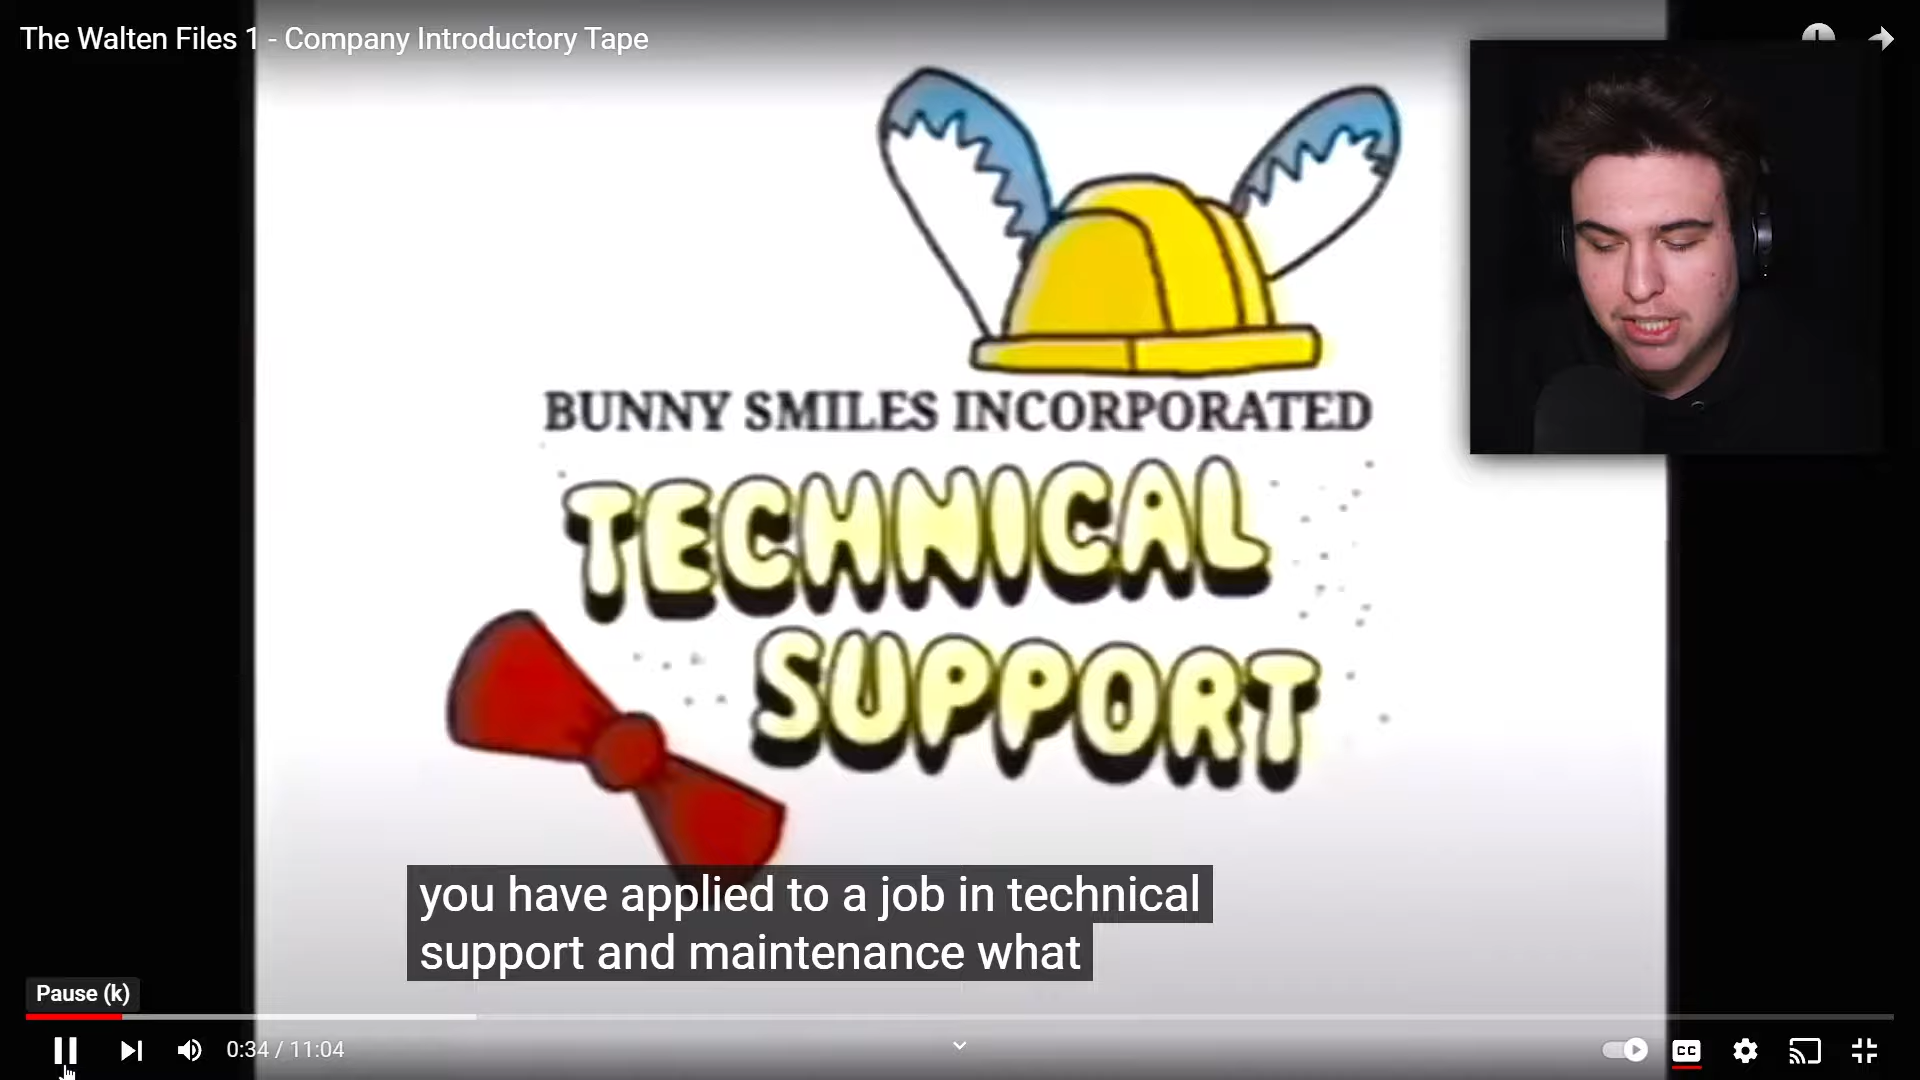 The Walten Files 1 - Company Introductory Tape
BUNNY SMILES INCORPORATED
TECHNICAL
SUPPORT
you have applied to a job in technical
support and maintenance what
Pause (k)
0:34 / 11:04
CC